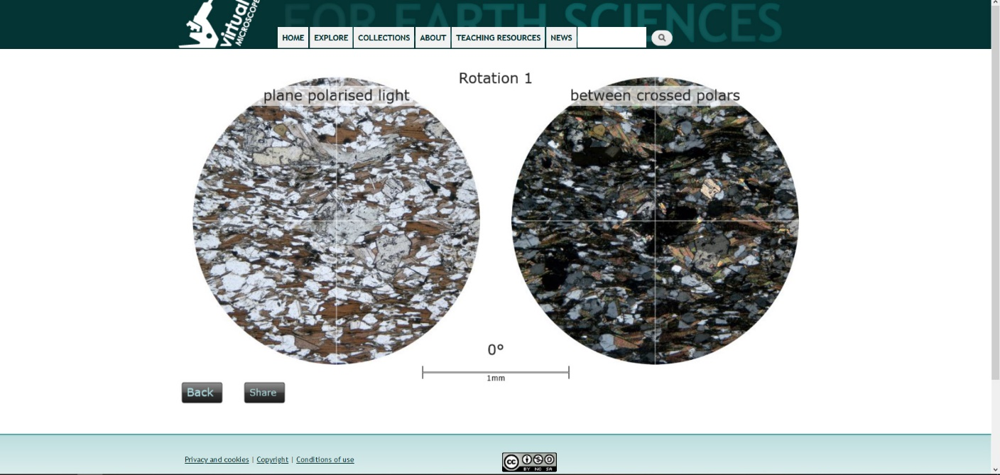 virtual
MICROSCOPE
FOR EARTH SCIENCES
HOME EXPLORE COLLECTIONS ABOUT TEACHING RESOURCES NEWS
Rotation 1
plane polarised light
between crossed polars
0°
1mm
Back Share
Privacy and cookies | Copyright | Conditions of use
cc
BY NC SA